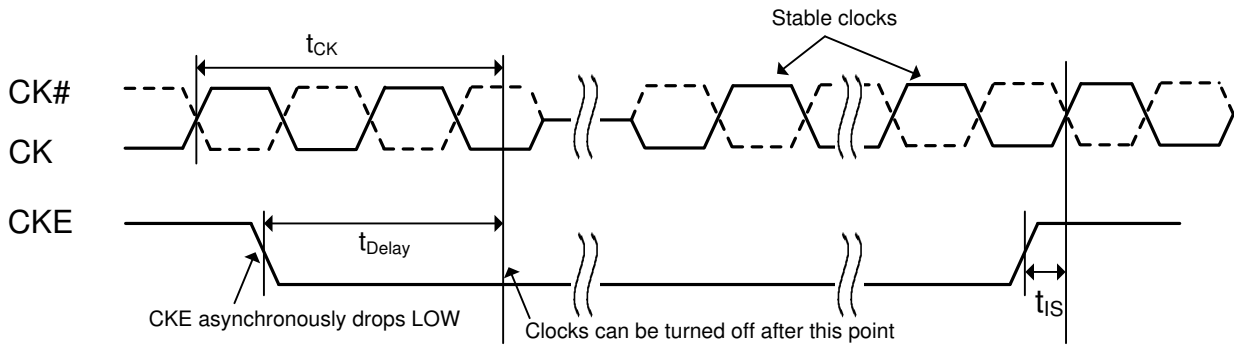 Stable clocks
tCK
CK#
CK
CKE
tDelay
tIS
CKE asynchronously drops LOW
Clocks can be turned off after this point